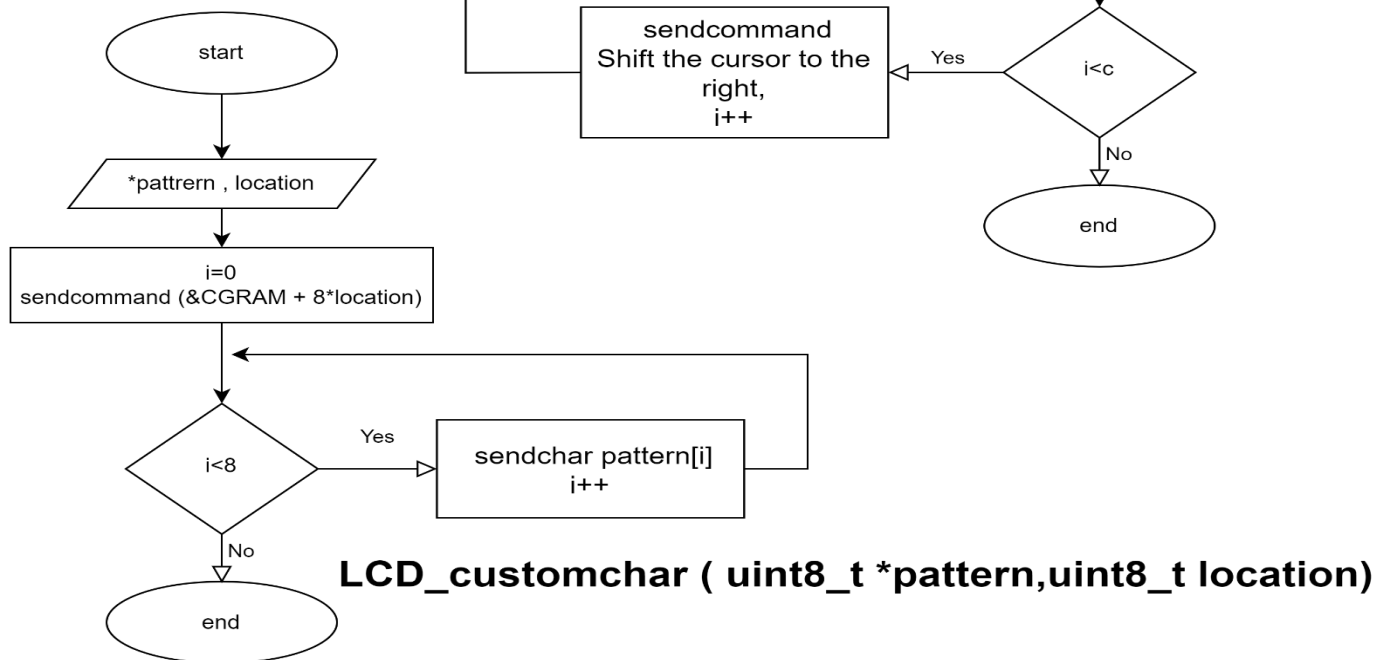 start
*pattrern , location
i=0
sendcommand (&CGRAM + 8*location)
i<8
Yes
sendchar pattern[i]
i++
No
end
LCD_customchar ( uint8_t *pattern,uint8_t location)
sendcommand
Shift the cursor to the
right,
i++
Yes
i<c
No
end